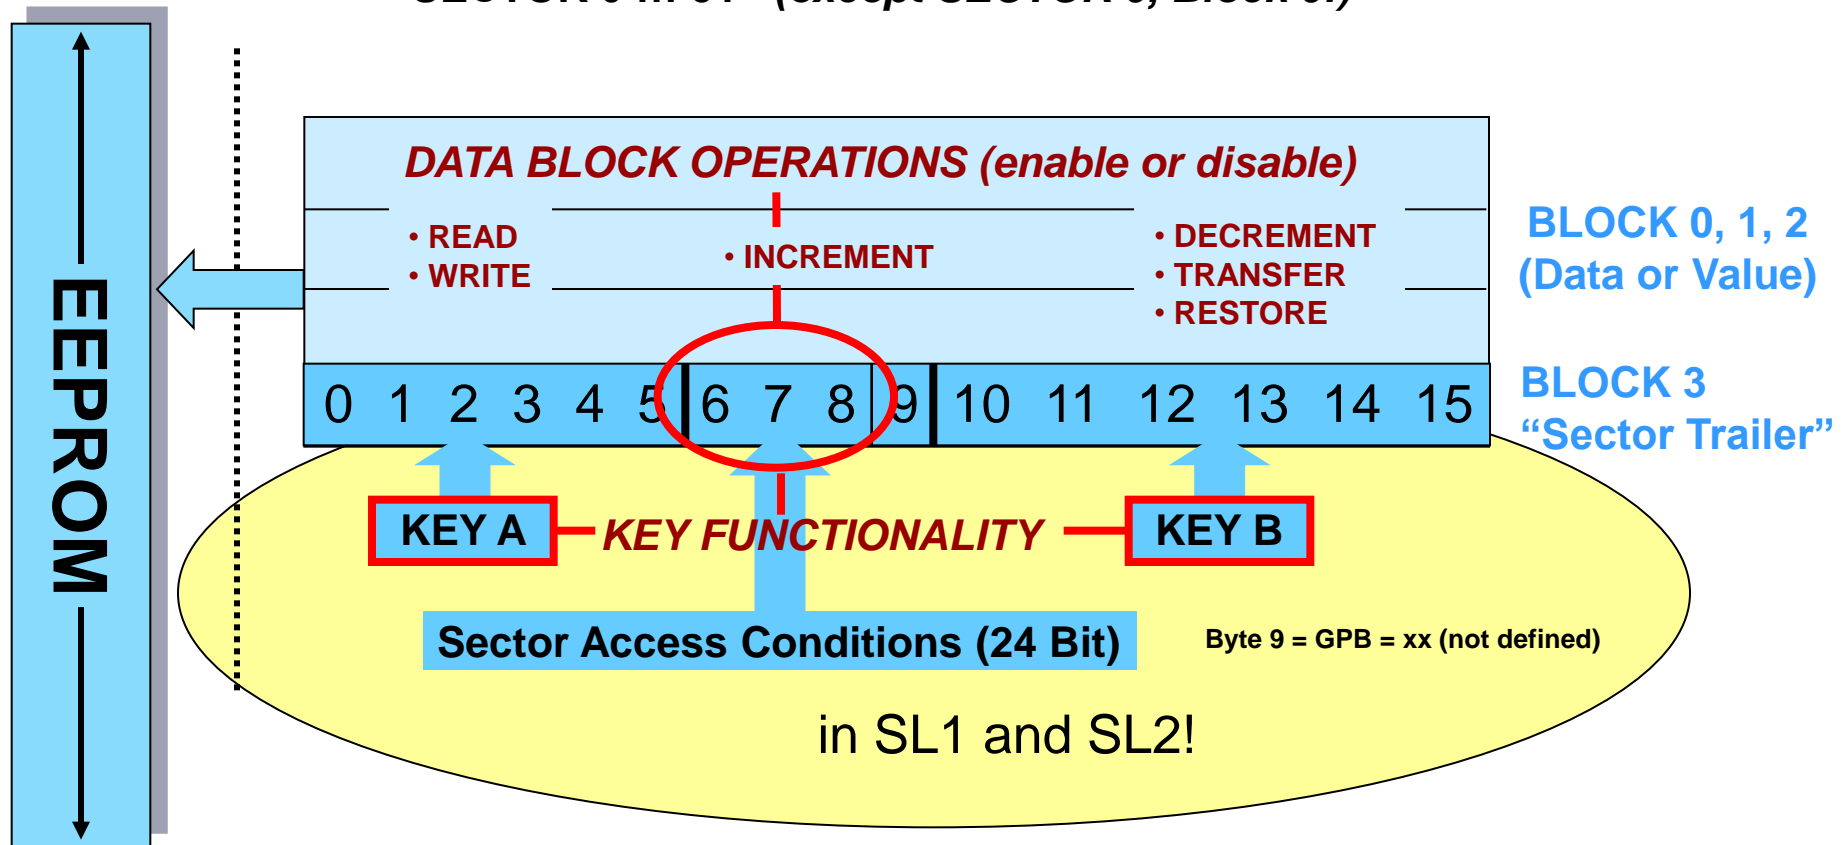 EEPROM
DATA BLOCK OPERATIONS (enable or disable)
• READ
• WRITE
• INCREMENT
• DECREMENT
• TRANSFER
• RESTORE
BLOCK 0, 1, 2
(Data or Value)
0 1 2 3 4 5 6 7 8 9 10 11 12 13 14 15
BLOCK 3
“Sector Trailer”
KEY A
KEY FUNCTIONALITY
KEY B
Sector Access Conditions (24 Bit)
Byte 9 = GPB = xx (not defined)
in SL1 and SL2!